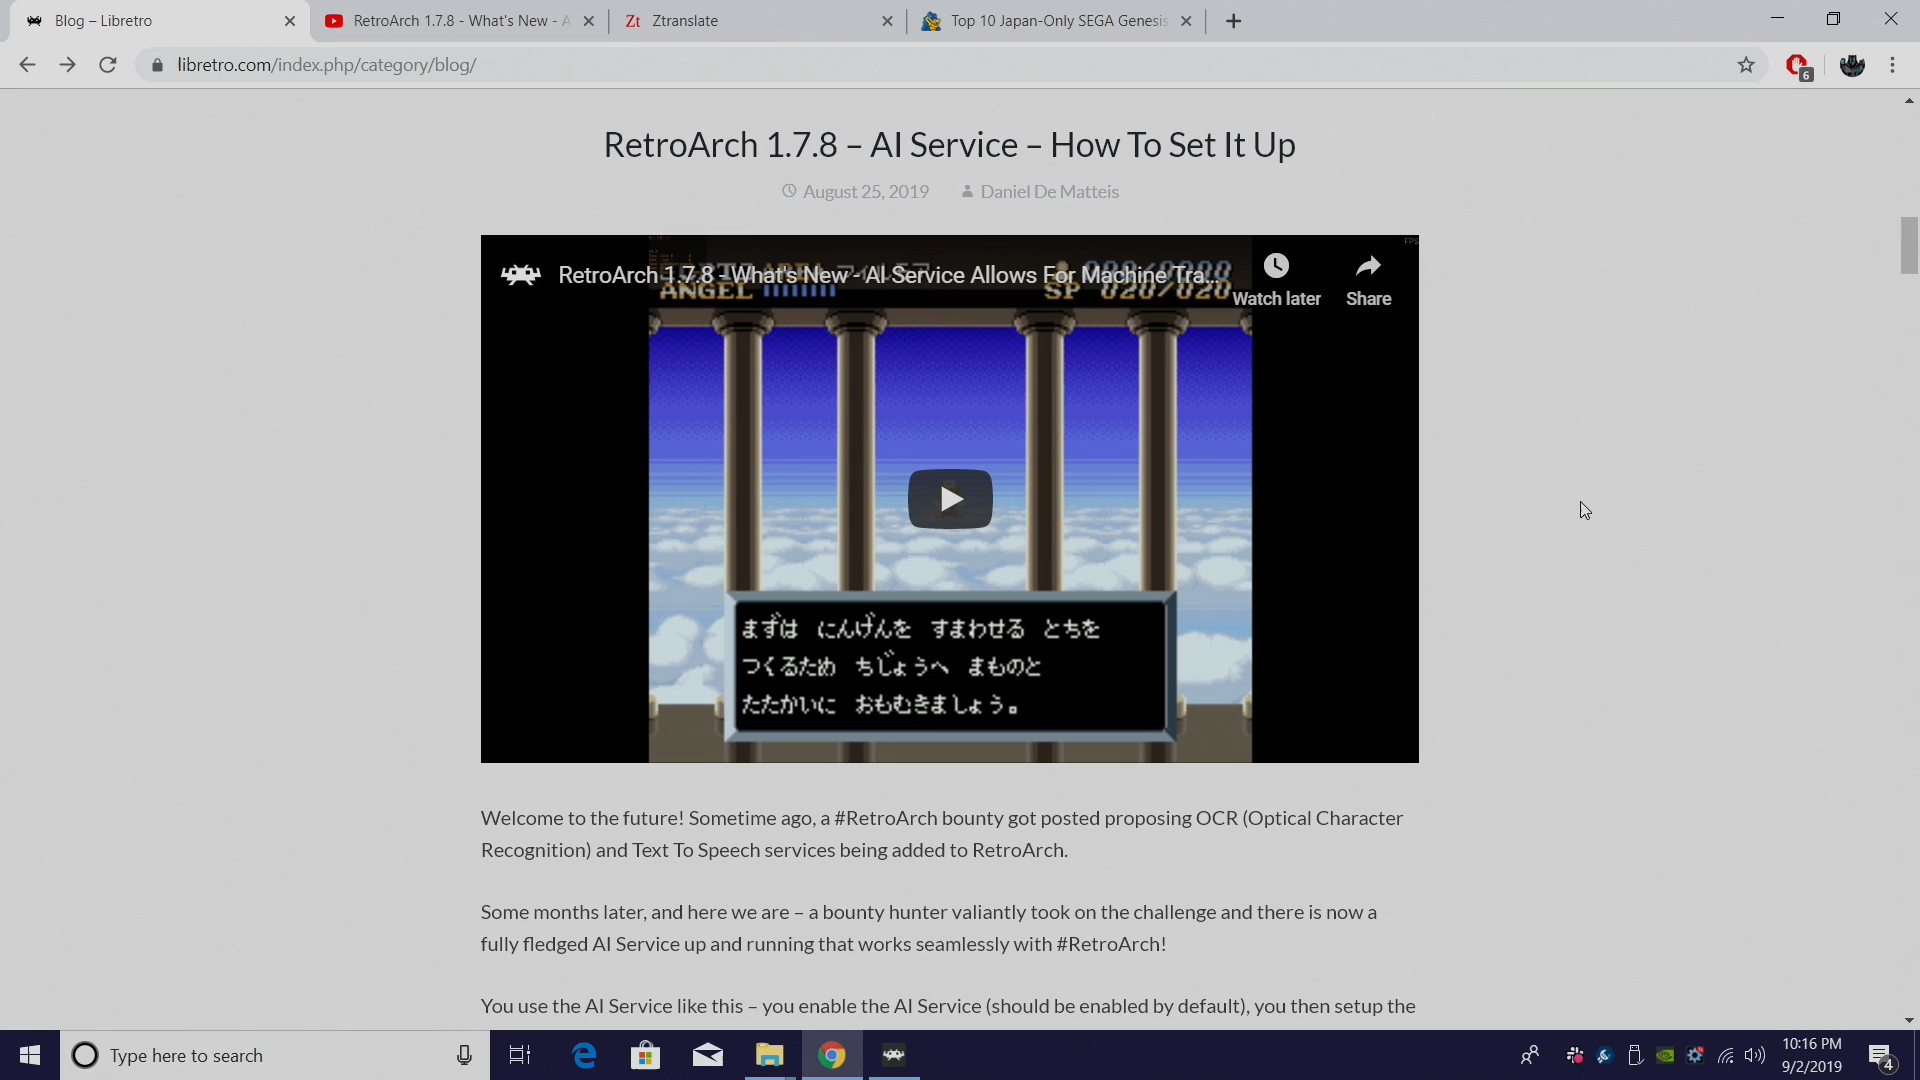 Blog – Libretro
RetroArch 1.7.8 - What's New - A
Zt Ztranslate
Top 10 Japan-Only SEGA Genesis
libretro.com/index.php/category/blog/
6
RetroArch 1.7.8 – AI Service – How To Set It Up
August 25, 2019 Daniel De Matteis
FPS
RetroArch 1.7.8 - What's New - AI Service Allows For Machine Tra...
Watch later
Share
ANGEL
SP 020/020
まずは にんげんを すまわせる とちを
つくるため ちじょうへ まものと
たたかいに おもむきましょう。
Welcome to the future! Sometime ago, a #RetroArch bounty got posted proposing OCR (Optical Character
Recognition) and Text To Speech services being added to RetroArch.
Some months later, and here we are – a bounty hunter valiantly took on the challenge and there is now a
fully fledged AI Service up and running that works seamlessly with #RetroArch!
You use the AI Service like this – you enable the AI Service (should be enabled by default), you then setup the
Type here to search
10:16 PM
9/2/2019
4